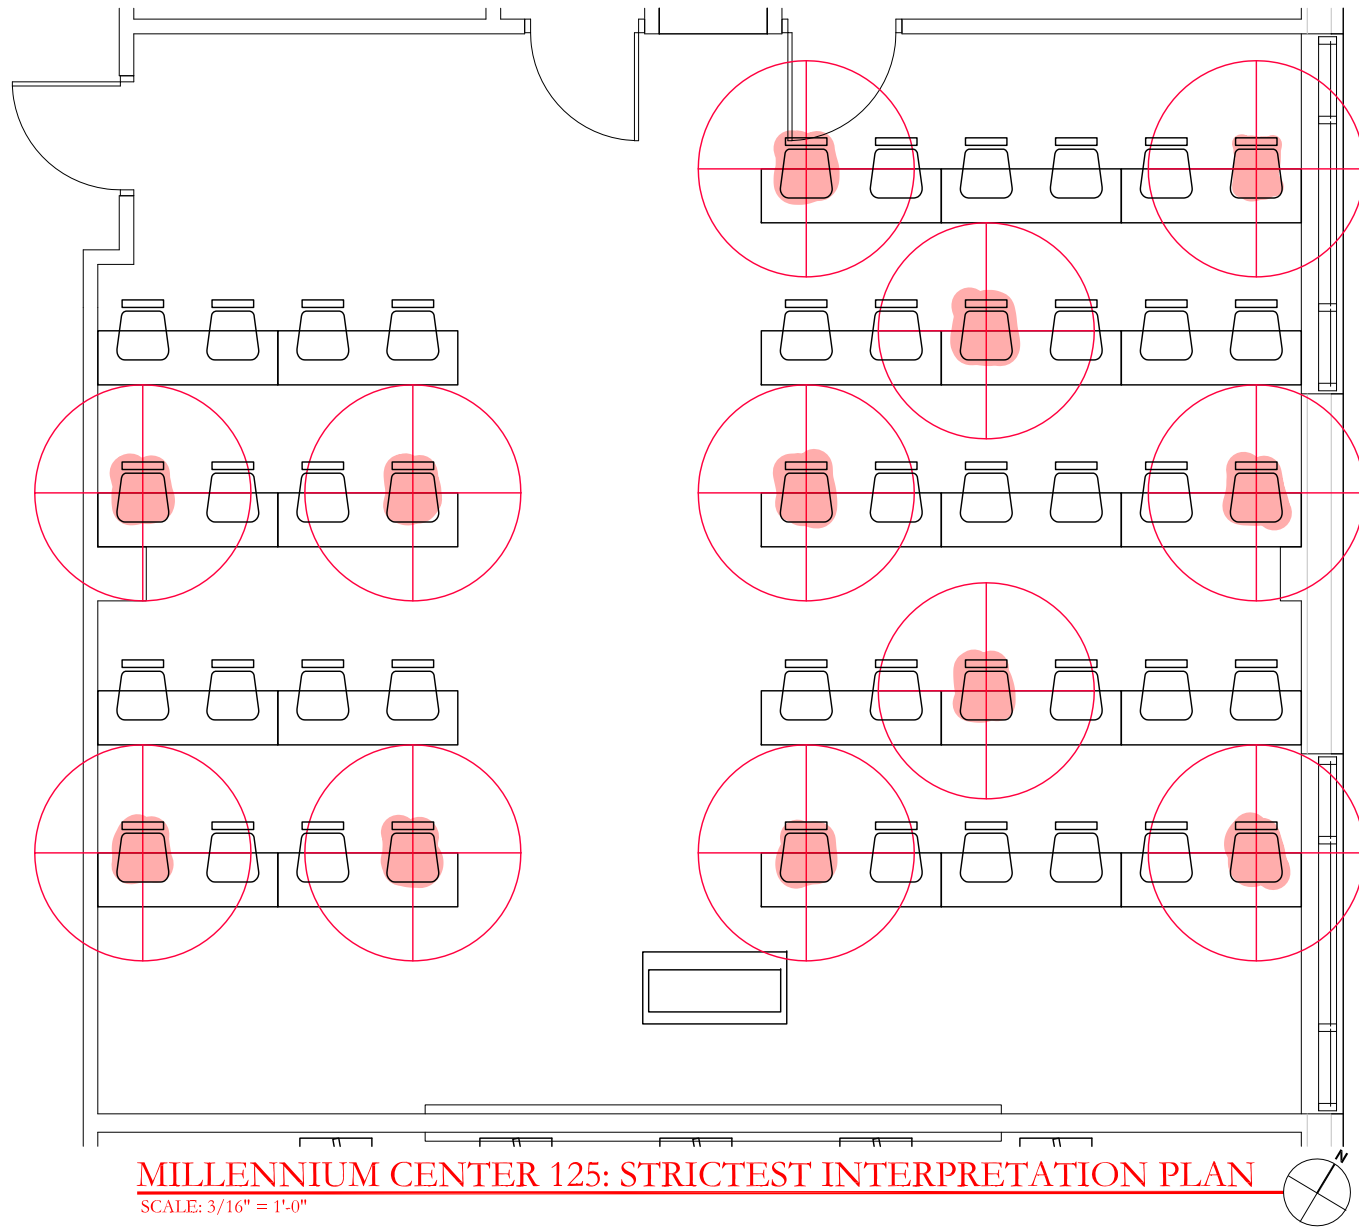 N
MILLENNIUM CENTER 125: STRICTEST INTERPRETATION PLAN
SCALE: 3/16" = 1'-0"